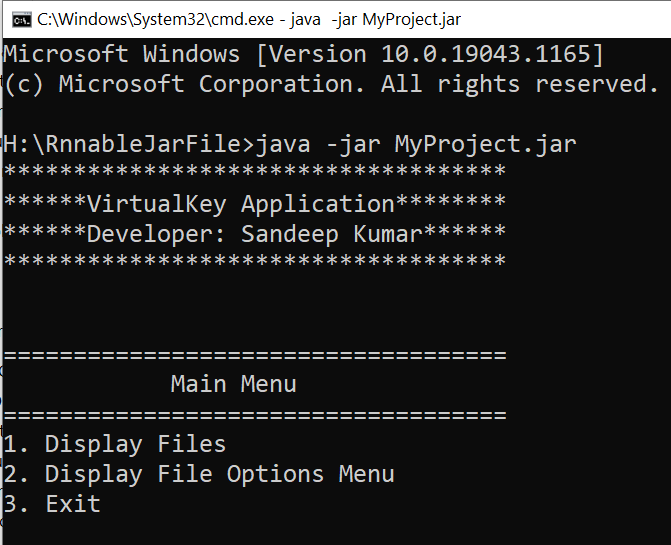 C:\Windows\System32\cmd.exe - java  -jar MyProject.jar
Microsoft Windows [Version 10.0.19043.1165]
(c) Microsoft Corporation. All rights reserved.
H:\RnnableJarFile>java -jar MyProject.jar
************************************
******VirtualKey Application********
******Developer: Sandeep Kumar******
************************************
====================================
            Main Menu
====================================
1. Display Files
2. Display File Options Menu
3. Exit